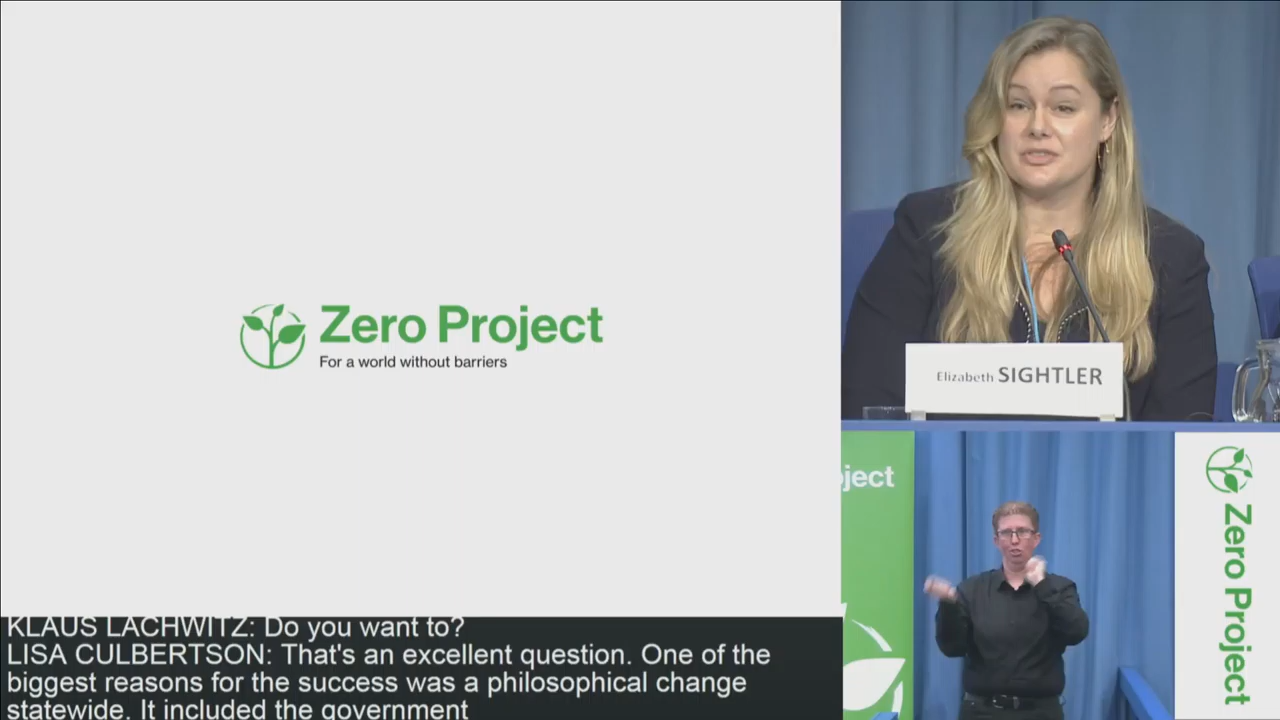 Zero Project
For a world without barriers
Elizabeth SIGHTLER
ject
Zero Project
KLAUS LACHWITZ: Do you want to?
LISA CULBERTSON: That's an excellent question. One of the
biggest reasons for the success was a philosophical change
statewide. It included the government